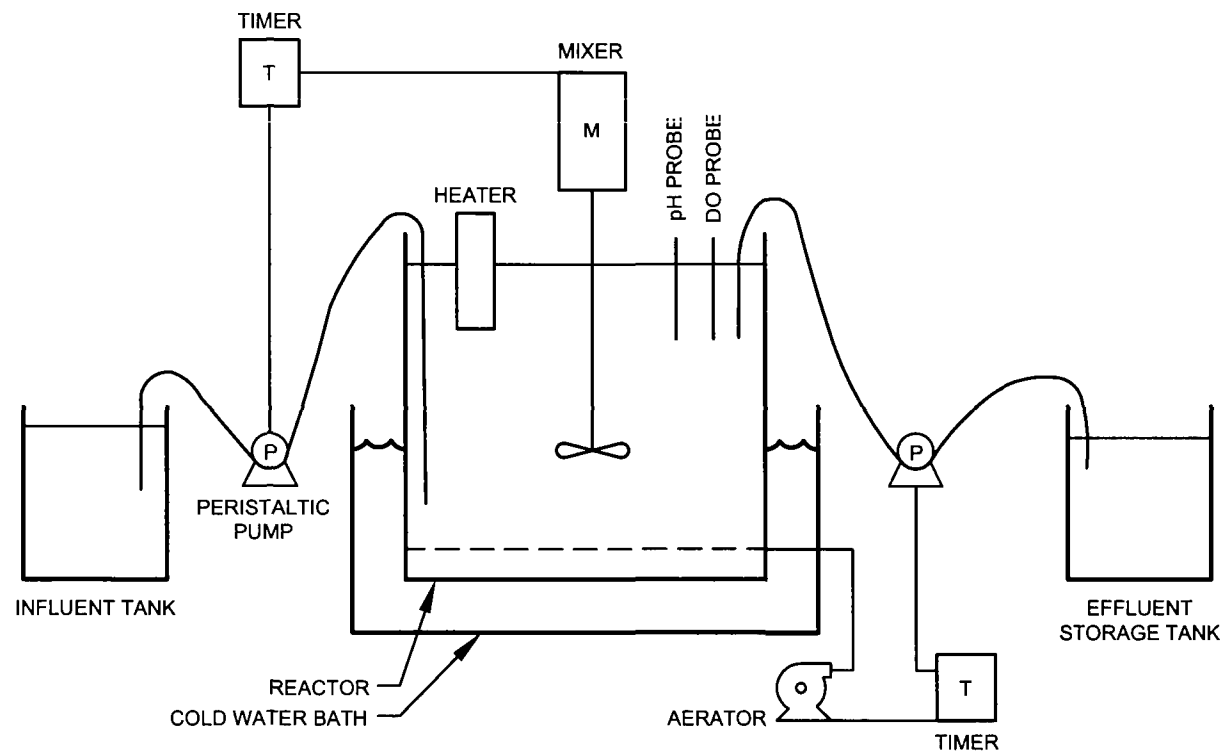 TIMER
T
MIXER
M
pH PROBE
DO PROBE
HEATER
P
PERISTALTIC
PUMP
P
INFLUENT TANK
EFFLUENT
STORAGE TANK
REACTOR
COLD WATER BATH
AERATOR
T
TIMER